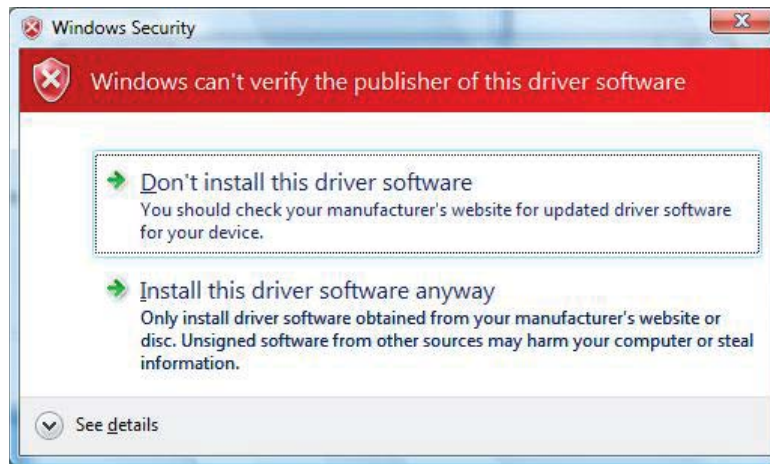 Windows Security
Windows can't verify the publisher of this driver software
Don't install this driver software
You should check your manufacturer's website for updated driver software
for your device.
Install this driver software anyway
Only install driver software obtained from your manufacturer's website or
disc. Unsigned software from other sources may harm your computer or steal
information.
See details